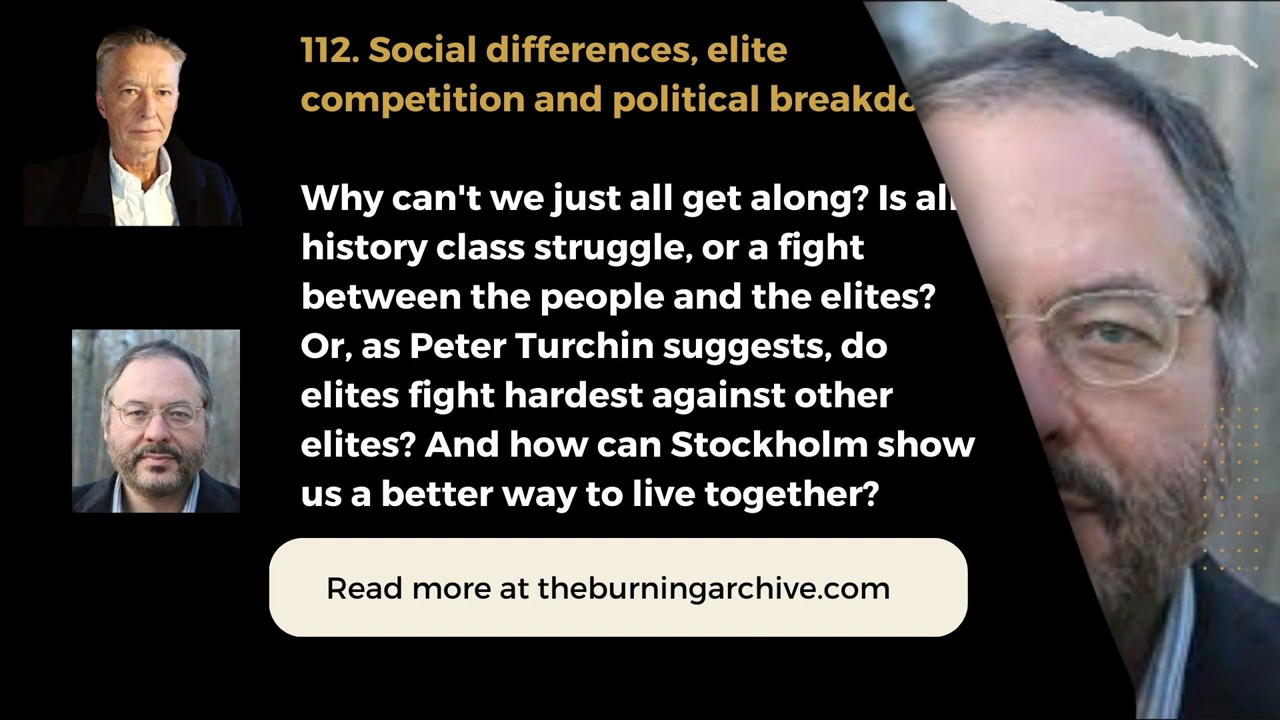 112. Social differences, elite
competition and political breakdo
Why can't we just all get along? Is all
history class struggle, or a fight
between the people and the elites?
Or, as Peter Turchin suggests, do
elites fight hardest against other
elites? And how can Stockholm show
us a better way to live together?
Read more at theburningarchive.com